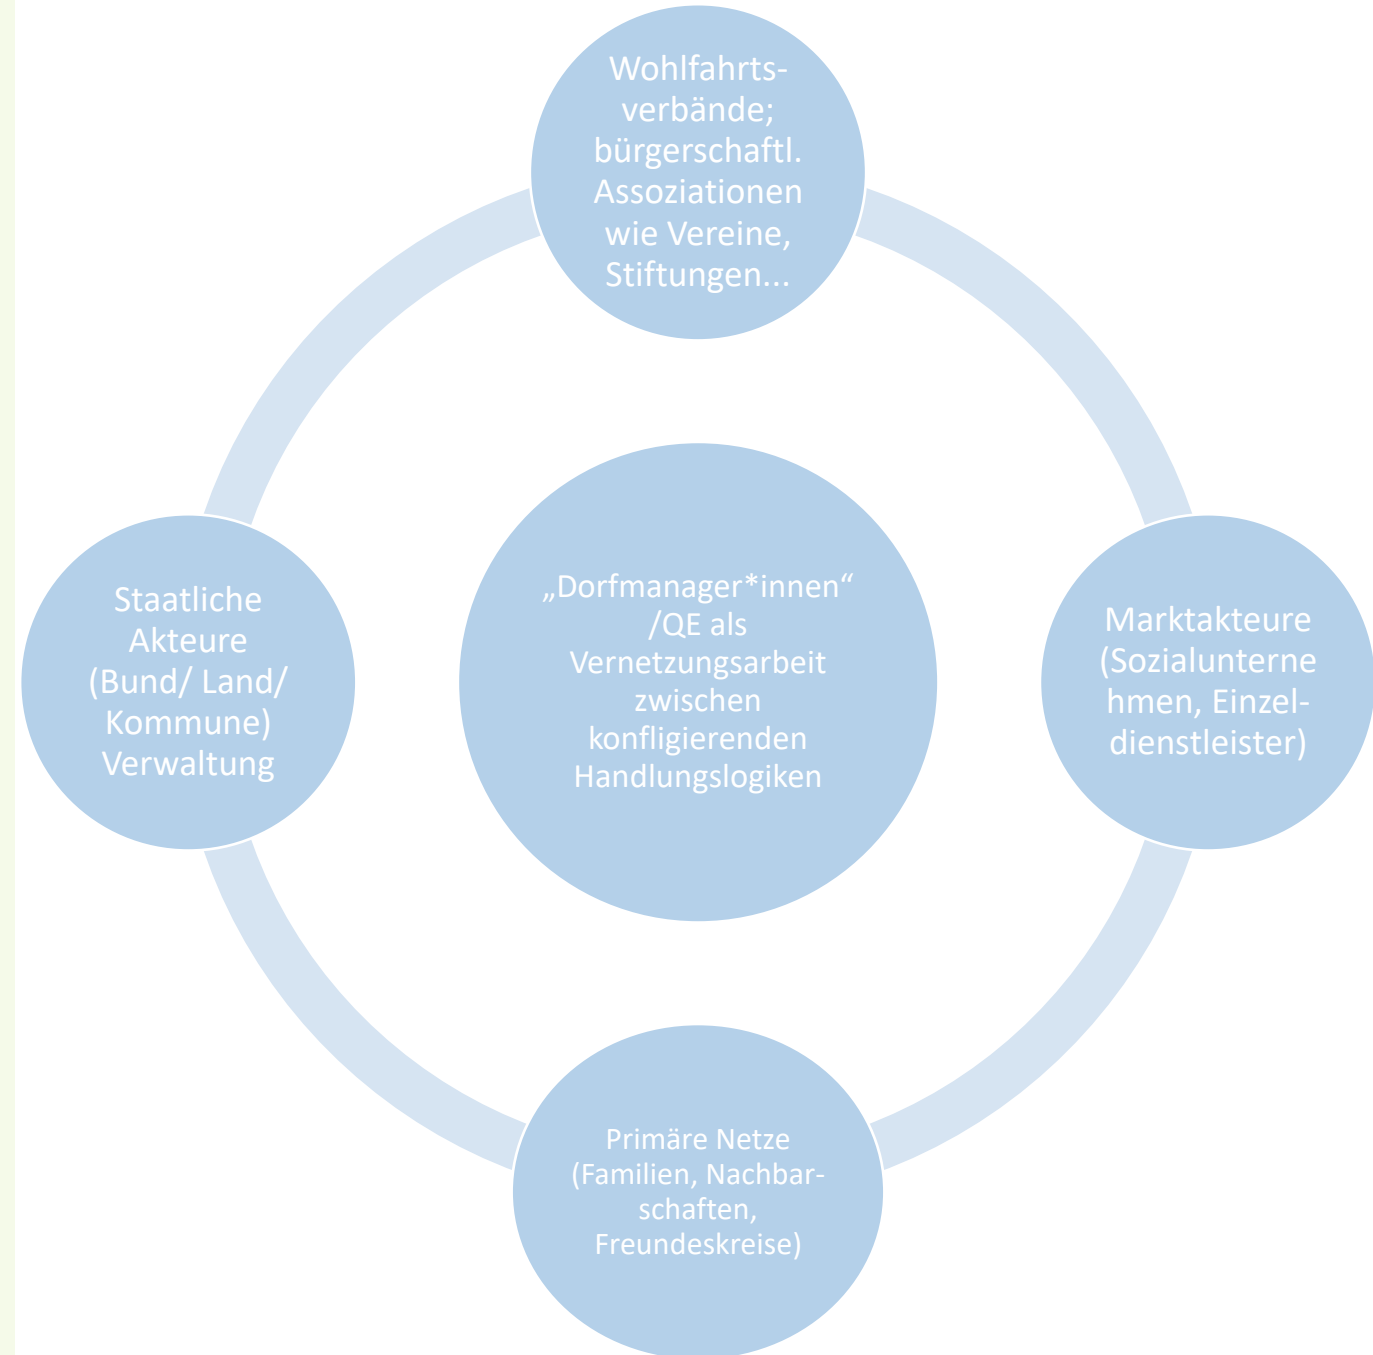 Wohlfahrts-
verbände;
bürgerschaftl.
Assoziationen
wie Vereine,
Stiftungen...
Staatliche
Akteure
(Bund/ Land/
Kommune)
Verwaltung
„Dorfmanager*innen“
/QE als
Vernetzungsarbeit
zwischen
konfligierenden
Handlungslogiken
Marktakteure
(Sozialunterne
hmen, Einzel-
dienstleister)
Primäre Netze
(Familien, Nachbar-
schaften,
Freundeskreise)